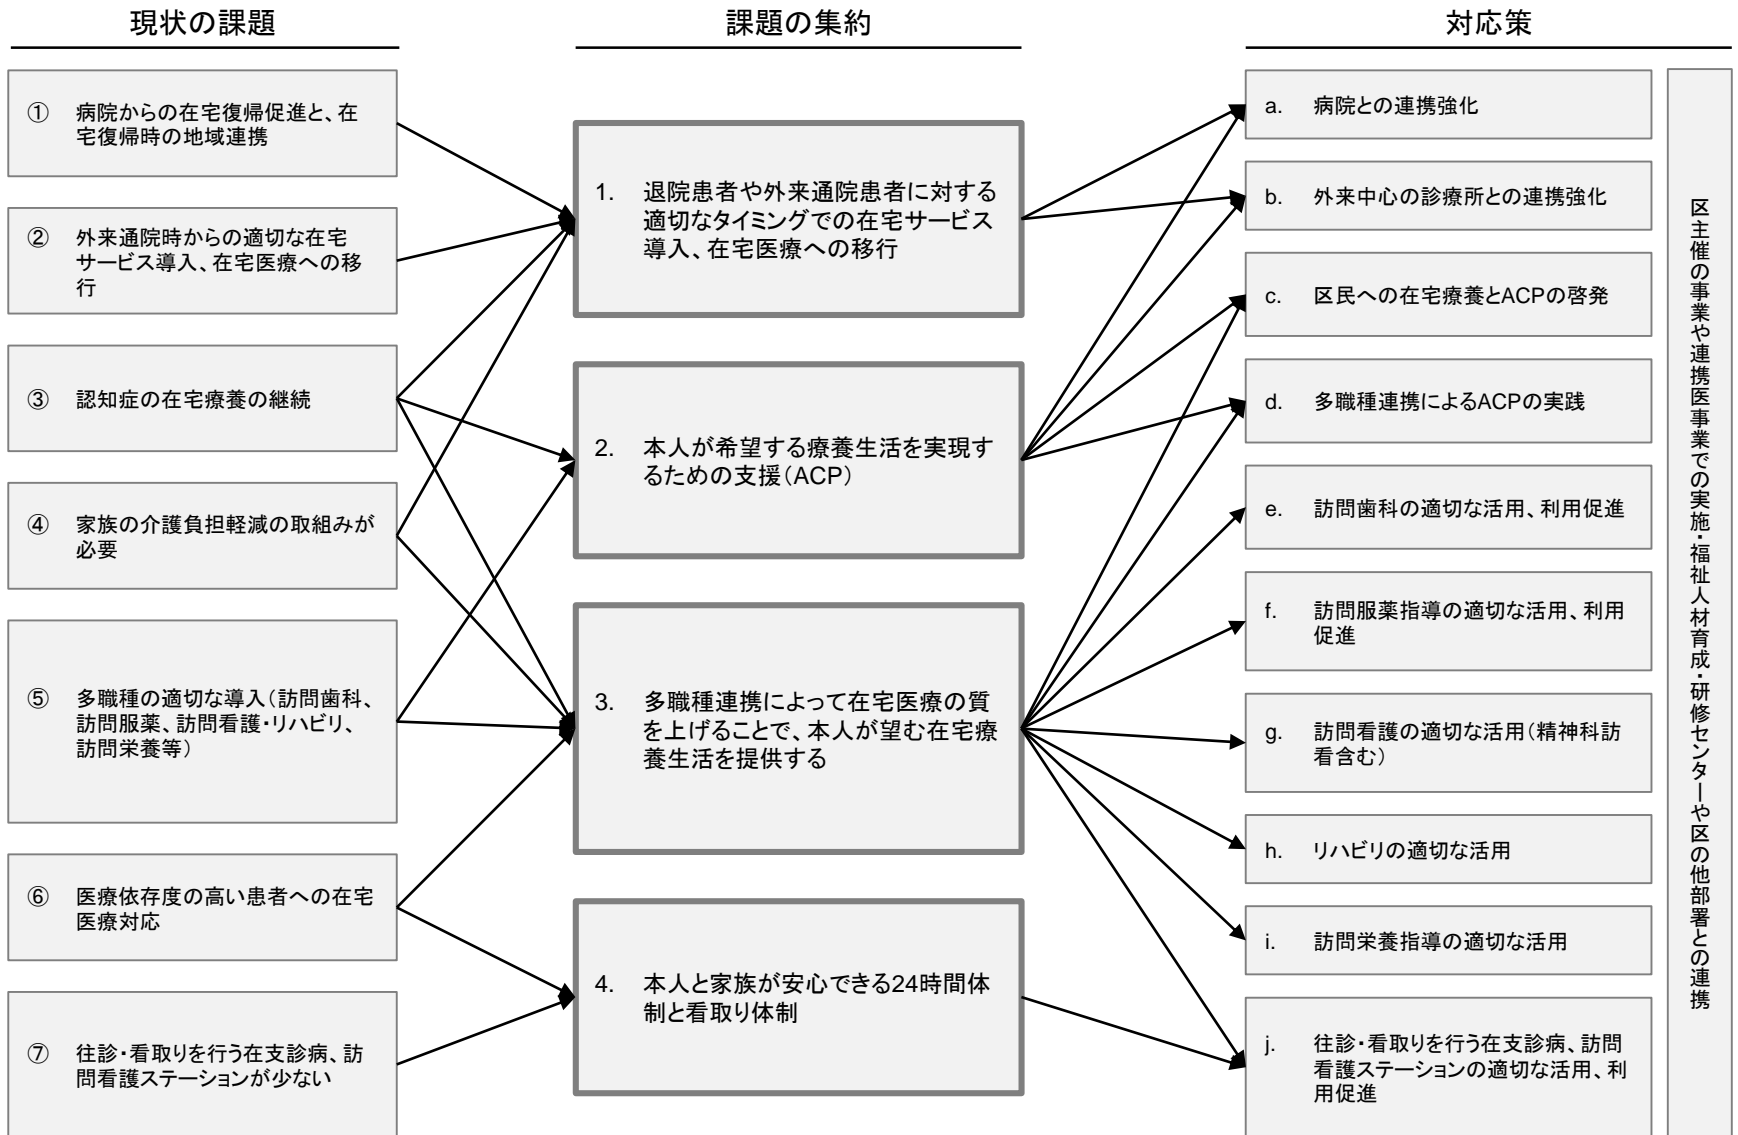 現状の課題
① 病院からの在宅復帰促進と、在
宅復帰時の地域連携
② 外来通院時からの適切な在宅
サービス導入、在宅医療への移
行
③ 認知症の在宅療養の継続
④ 家族の介護負担軽減の取組みが
必要
⑤ 多職種の適切な導入（訪問歯科、
訪問服薬、訪問看護・リハビリ、
訪問栄養等）
⑥ 医療依存度の高い患者への在宅
医療対応
⑦ 往診・看取りを行う在支診病、訪
問看護ステーションが少ない
課題の集約
1. 退院患者や外来通院患者に対する
適切なタイミングでの在宅サービス
導入、在宅医療への移行
2. 本人が希望する療養生活を実現す
るための支援（ACP）
3. 多職種連携によって在宅医療の質
を上げることで、本人が望む在宅療
養生活を提供する
4. 本人と家族が安心できる24時間体
制と看取り体制
対応策
a. 病院との連携強化
b. 外来中心の診療所との連携強化
c. 区民への在宅療養とACPの啓発
d. 多職種連携によるACPの実践
e. 訪問歯科の適切な活用、利用促進
f. 訪問服薬指導の適切な活用、利用
促進
g. 訪問看護の適切な活用（精神科訪
看含む）
h. リハビリの適切な活用
i. 訪問栄養指導の適切な活用
j. 往診・看取りを行う在支診病、訪問
看護ステーションの適切な活用、利
用促進
区主催の事業や連携医事業での実施・福祉人材育成・研修センターや区の他部署との連携